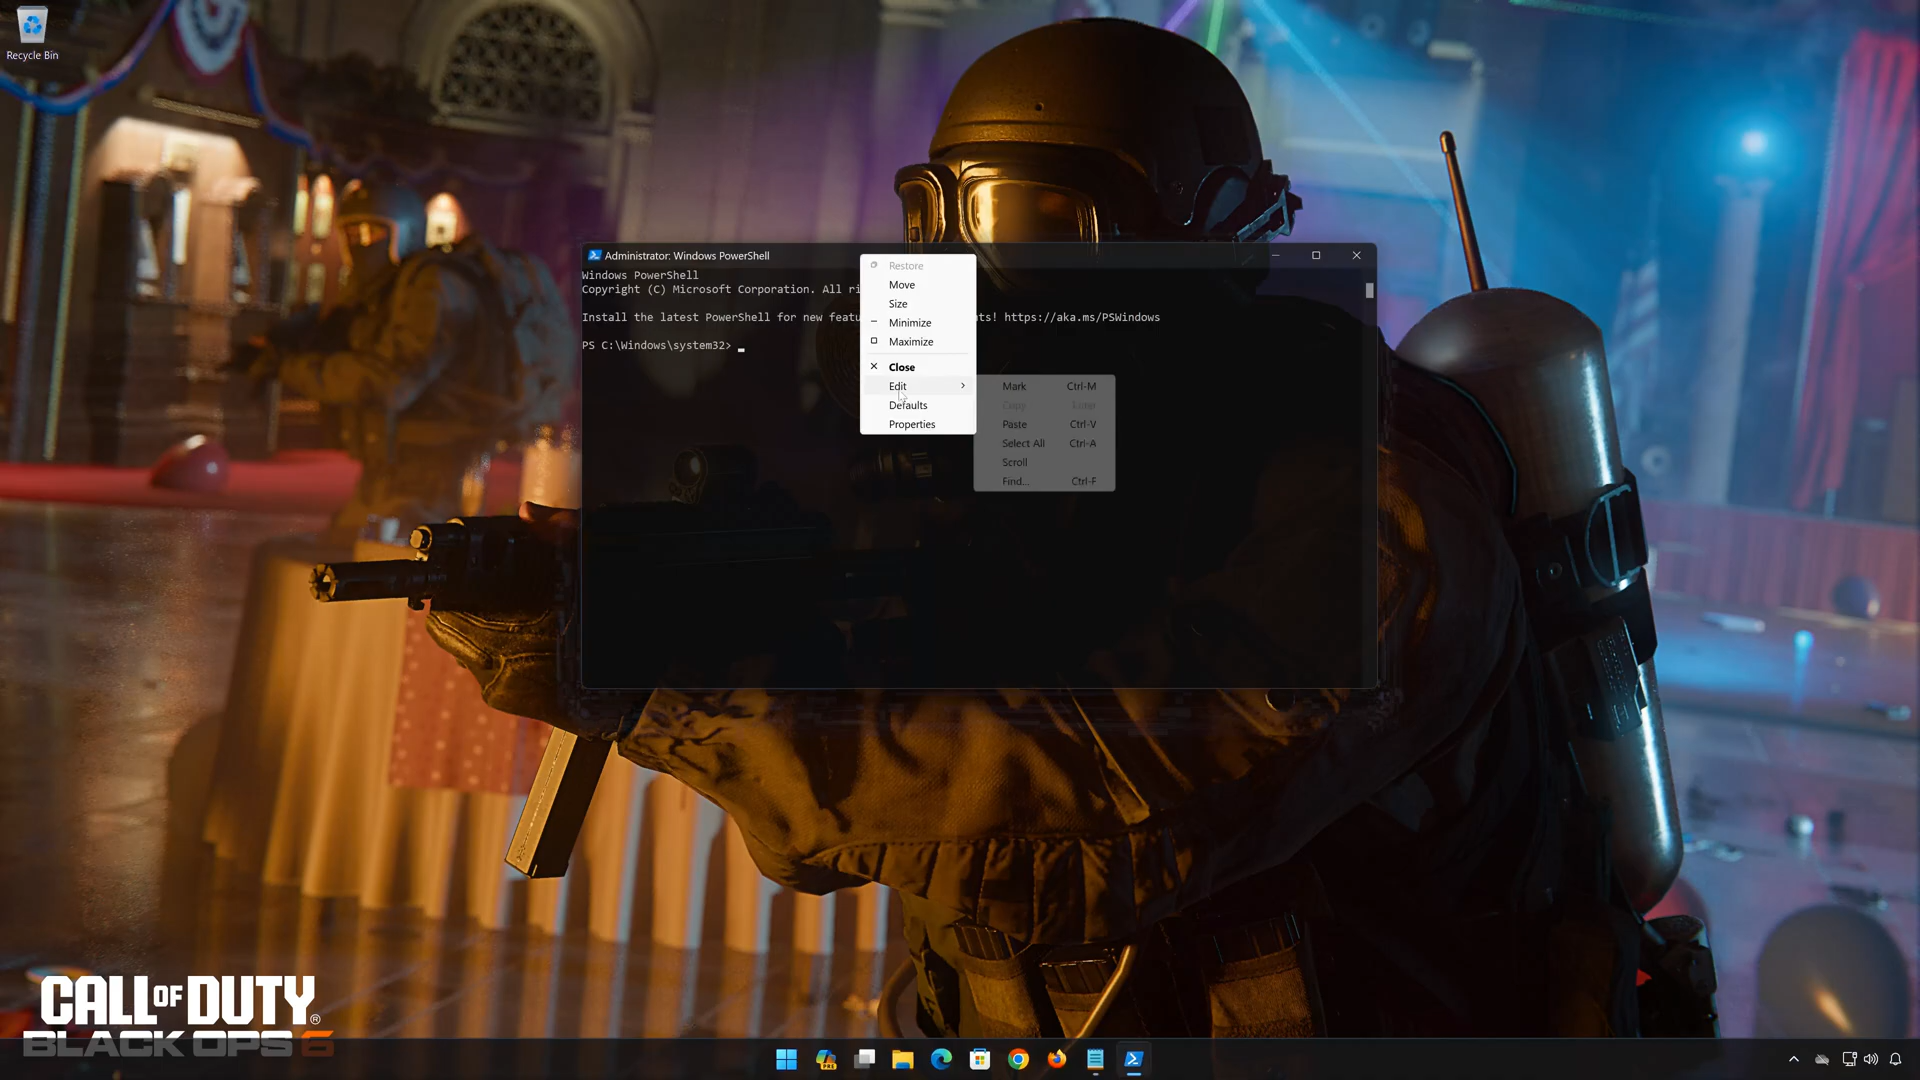 Recycle Bin
Administrator: Windows PowerShell
Windows PowerShell
Copyright (C) Microsoft Corporation. All ri
Install the latest PowerShell for new featu
ts! https://aka.ms/PSWindows
PS C:\Windows\system32>
Restore
Move
Size
Minimize
Maximize
Close
Edit
Defaults
Properties
Mark Ctrl-M
Copy
Paste Ctrl-V
Select All Ctrl-A
Scroll
Find... Ctrl-F
CALL OF DUTY®
BLACK OPS 6
PRE